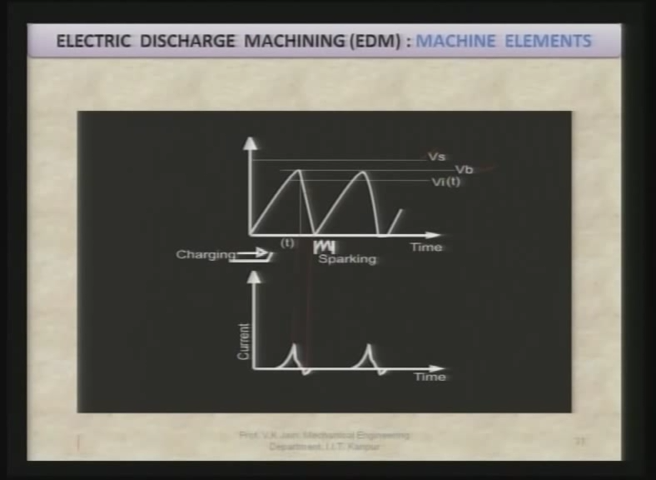 ELECTRIC DISCHARGE MACHINING (EDM) : MACHINE ELEMENTS
Vs
Vb
Vi(t)
(t)
Time
Charging
Sparking
Current
Time
Prof. V.K Jain, Mechanical Engineering
Department, I.I.T. Kanpur